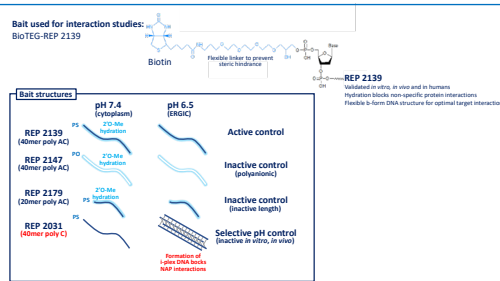 Bait used for interaction studies:
BioTEG-REP 2139
Biotin
Flexible linker to prevent
steric hindrance
REP 2139
Validated in vitro, in vivo and in humans
Hydration blocks non-specific protein interactions
Flexible b-form DNA structure for optimal target interaction
Bait structures
pH 7.4
(cytoplasm)
pH 6.5
(ERGIC)
REP 2139
(40mer poly AC)
PS
2'O-Me
hydration
Active control
REP 2147
(40mer poly AC)
PO
2'O-Me
hydration
Inactive control
(polyanionic)
REP 2179
(20mer poly AC)
PS
2'O-Me
hydration
Inactive control
(inactive length)
REP 2031
(40mer poly C)
PS
Selective pH control
(inactive in vitro, in vivo)
Formation of
i-plex DNA bocks
NAP interactions